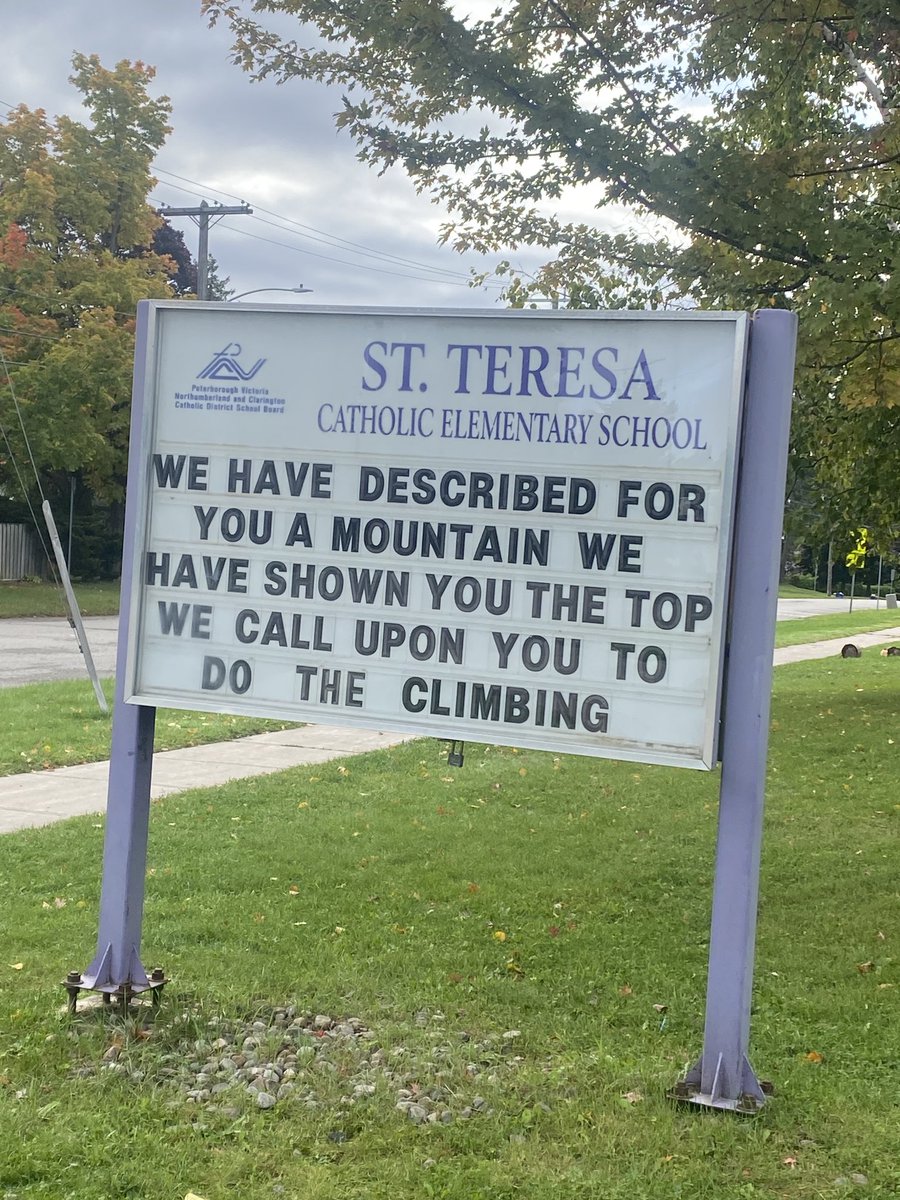 Peterborough Victoria
Northumberland and Clarington
Catholic District School Board
ST. TERESA
CATHOLIC ELEMENTARY SCHOOL
WE HAVE DESCRIBED FOR
YOU A MOUNTAIN WE
HAVE SHOWN YOU THE TOP
WE CALL UPON YOU TO
DO THE CLIMBING